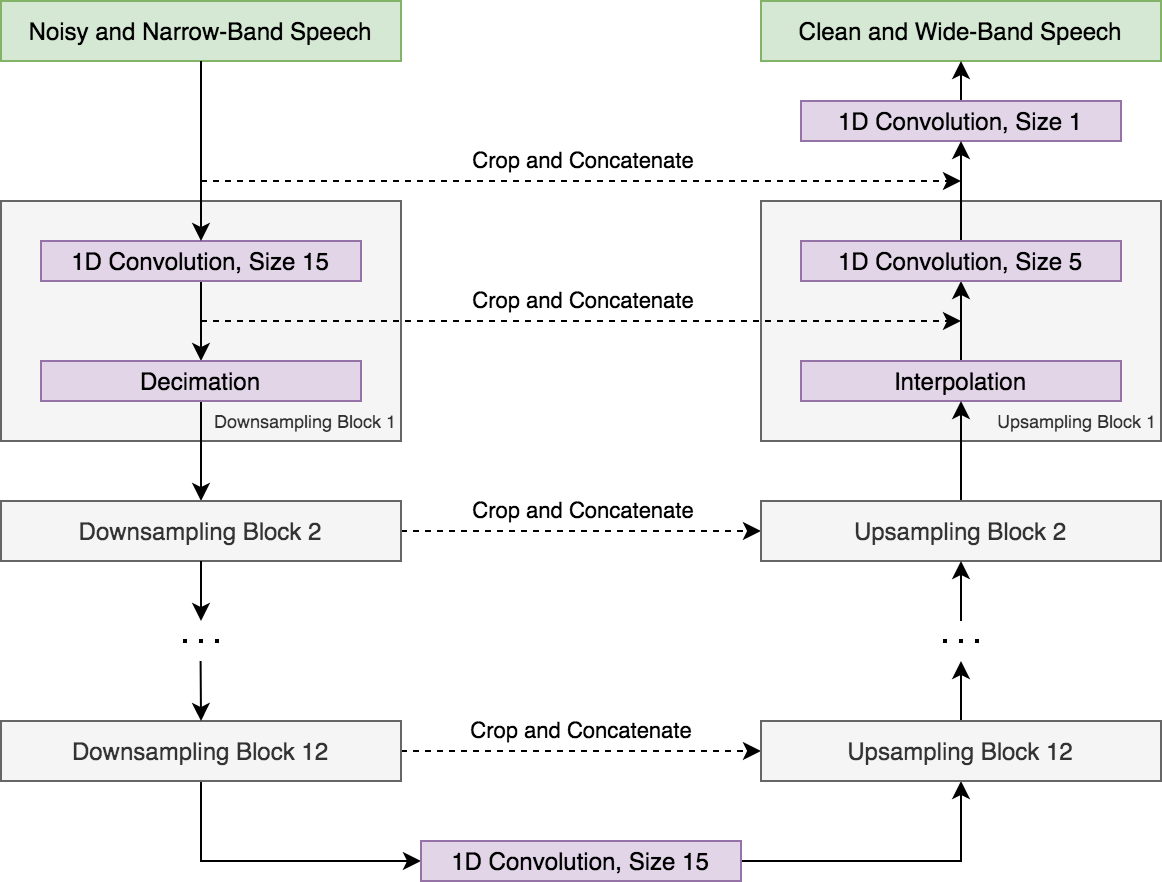 Noisy and Narrow-Band Speech
Clean and Wide-Band Speech
1D Convolution, Size 1
Crop and Concatenate
1D Convolution, Size 15
1D Convolution, Size 5
Crop and Concatenate
Decimation
Interpolation
Downsampling Block 1
Upsampling Block 1
Crop and Concatenate
Downsampling Block 2
Upsampling Block 2
. . .
. . .
Crop and Concatenate
Downsampling Block 12
Upsampling Block 12
1D Convolution, Size 15